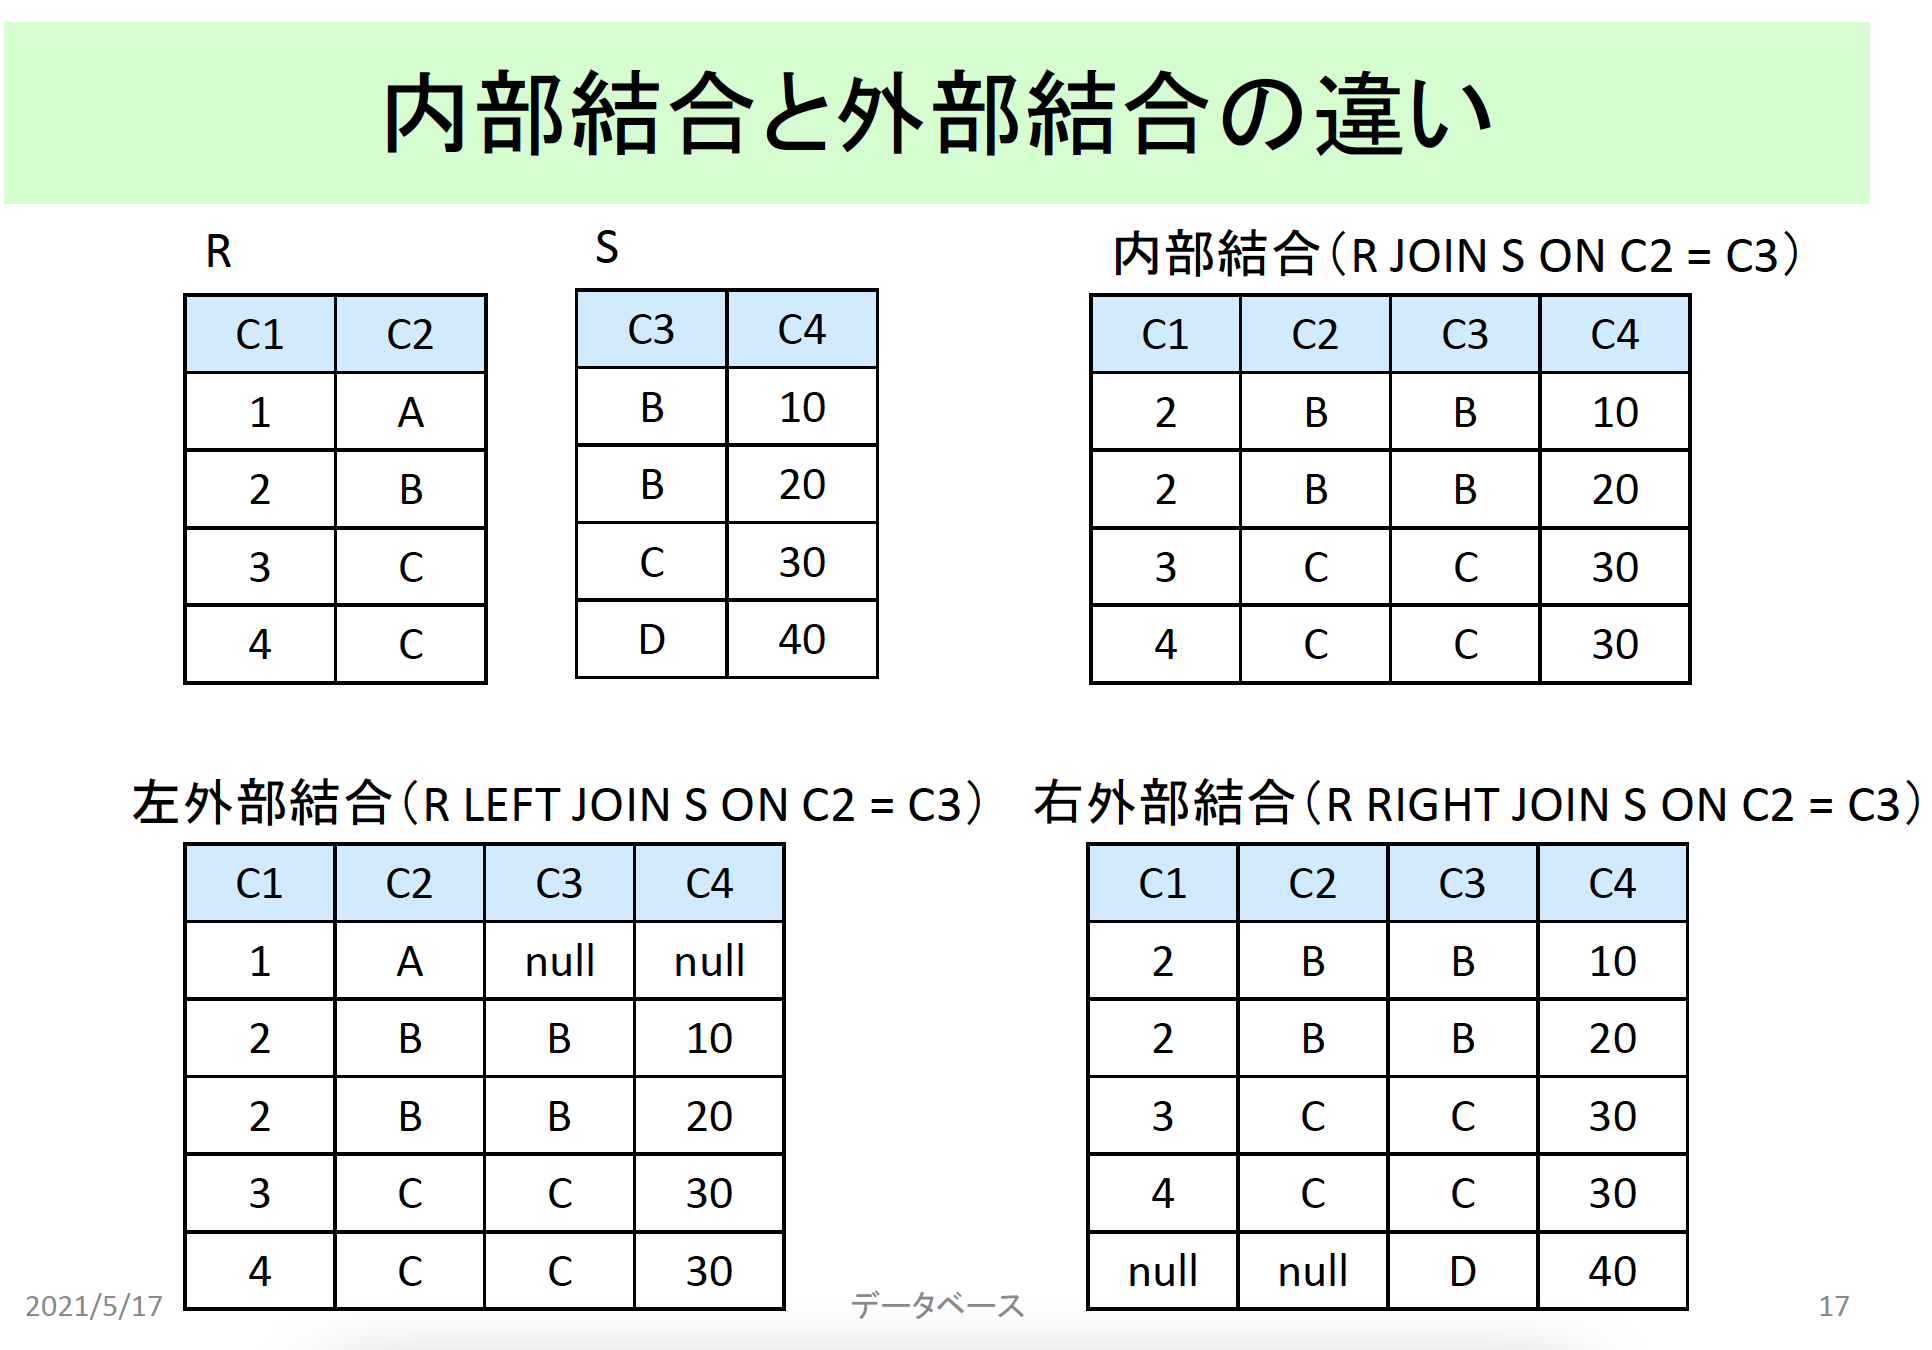 内部結合と外部結合の違い
R
C1 C2
1 A
2 B
3 C
4 C
S
C3 C4
B 10
B 20
C 30
D 40
内部結合（R JOIN S ON C2 = C3）
C1 C2 C3 C4
2 B B 10
2 B B 20
3 C C 30
4 C C 30
左外部結合（R LEFT JOIN S ON C2 = C3）
C1 C2 C3 C4
1 A null null
2 B B 10
2 B B 20
3 C C 30
4 C C 30
右外部結合（R RIGHT JOIN S ON C2 = C3）
C1 C2 C3 C4
2 B B 10
2 B B 20
3 C C 30
4 C C 30
null null D 40
2021/5/17
データベース
17